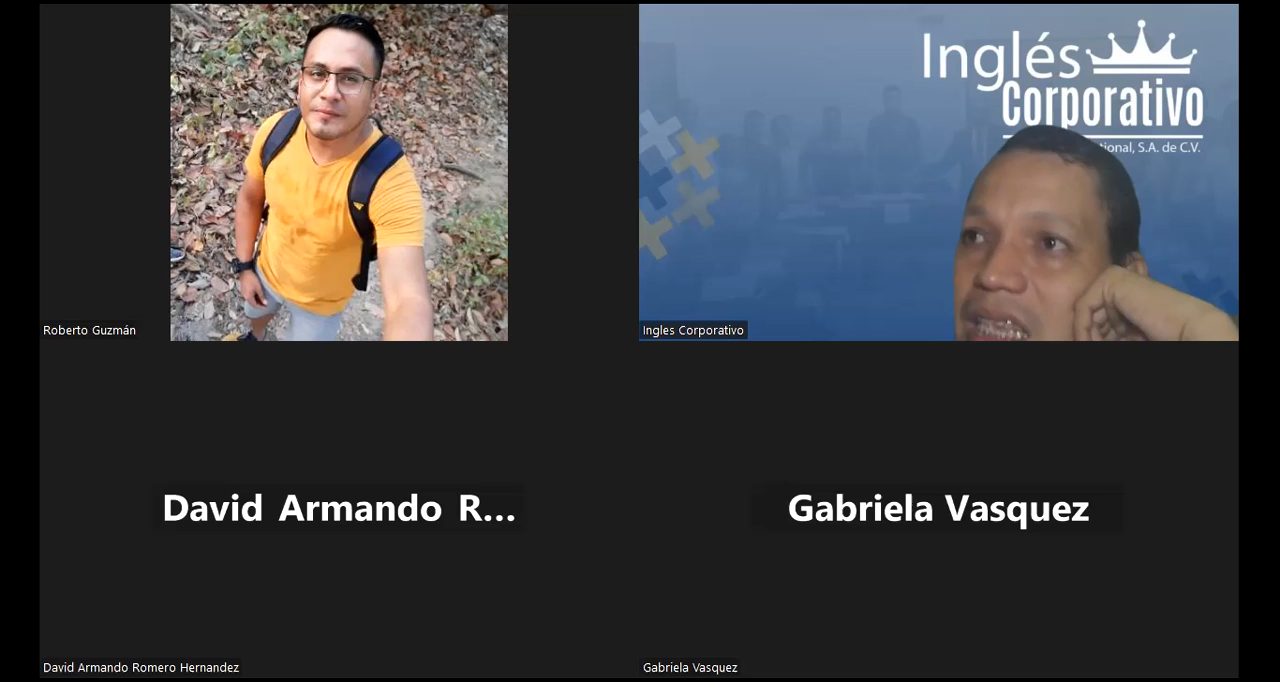 Inglés
Corporativo
tional, S.A. de C.V.
Roberto Guzmán
Ingles Corporativo
David Armando R...
Gabriela Vasquez
David Armando Romero Hernandez
Gabriela Vasquez